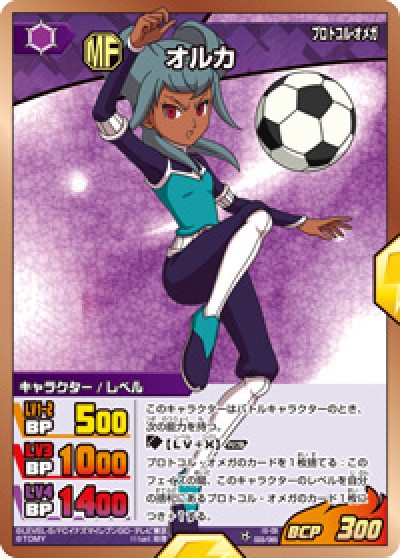 MF
オルカ
プロトコル・オメガ
キャラクター / レベル
LV1-2
BP 500
LV3
BP 1000
LV4
BP 1400
このキャラクターはバトルキャラクターのとき、
次の能力を持つ。
【LV+X】
プロトコル・オメガのカード1枚捨てる:この
フェイズの間、このキャラクターのレベルを自分
の捨札にあるプロトコル・オメガのカード1枚に
つき+1する。
BCP 300
©TOMY